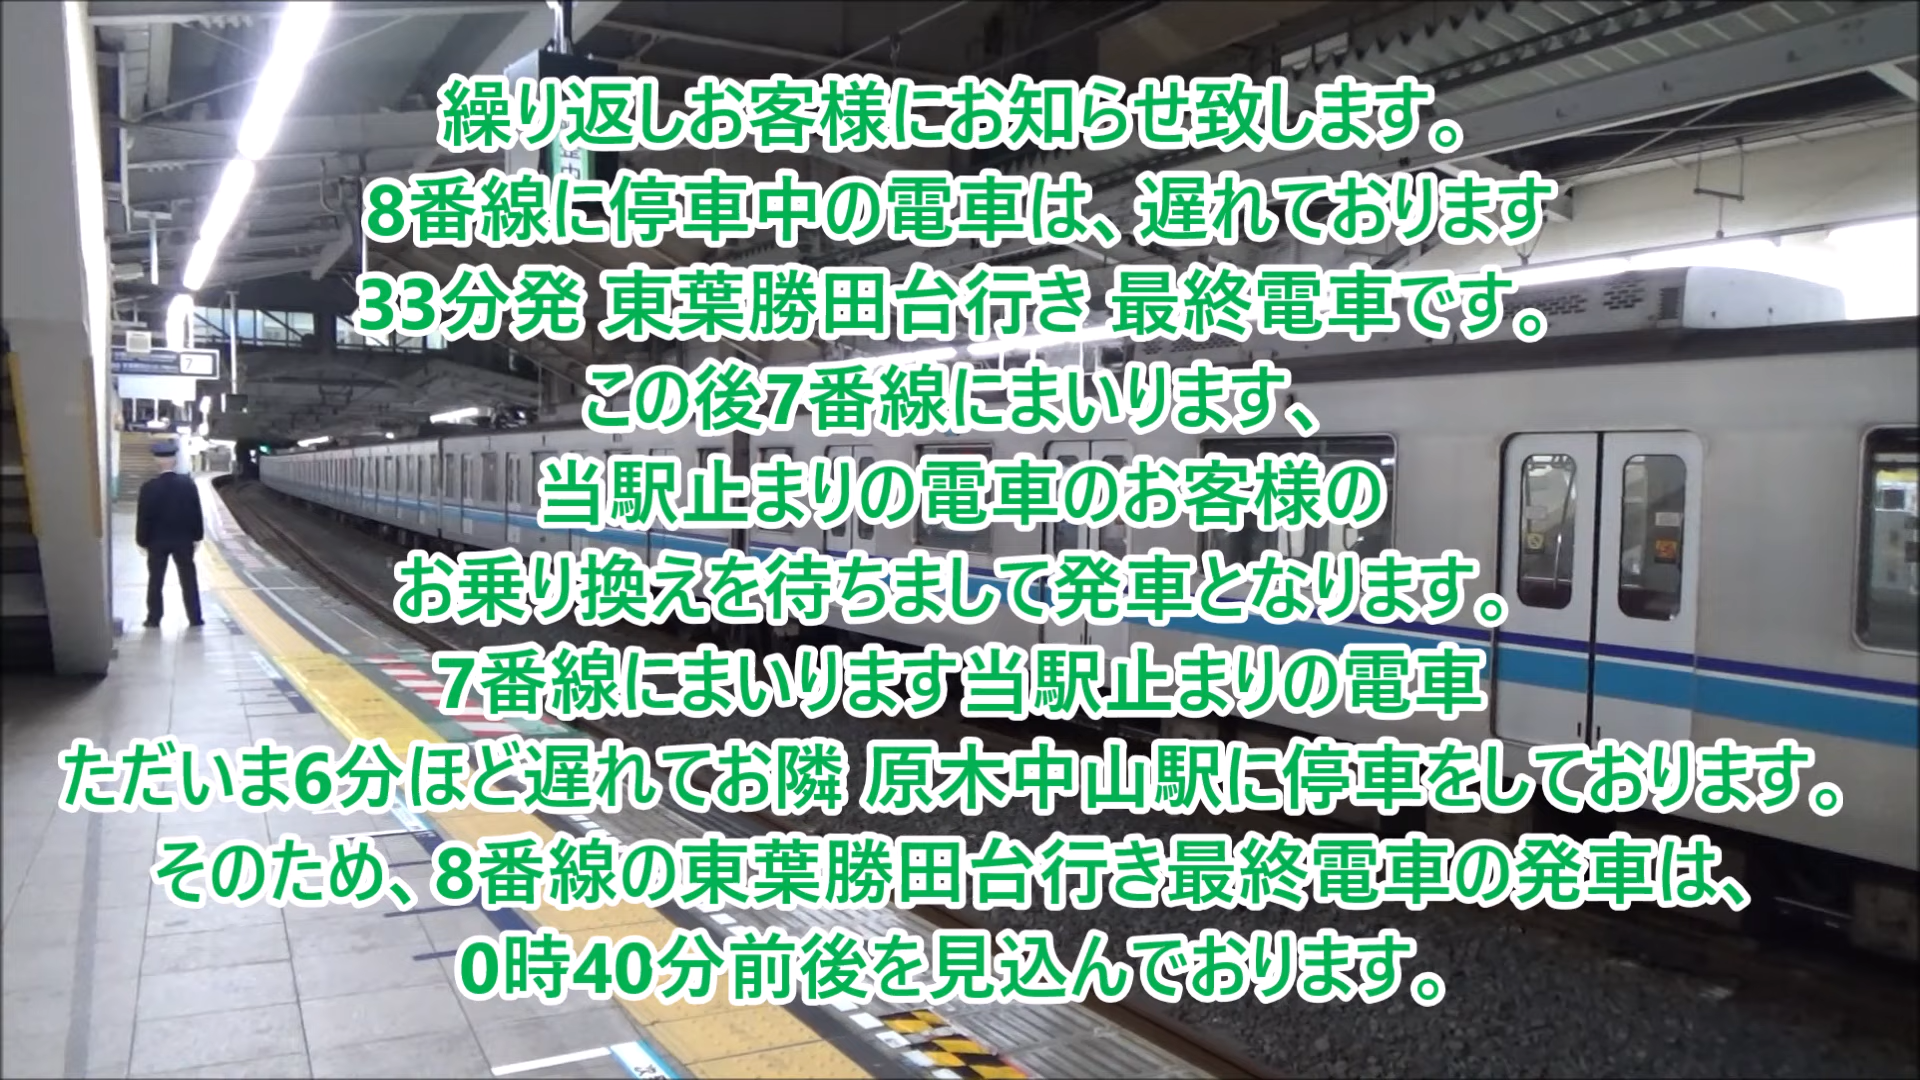 繰り返しお客様にお知らせ致します。
8番線に停車中の電車は、遅れております
33分発 東葉勝田台行き 最終電車です。
この後7番線にまいります、
当駅止まりの電車のお客様の
お乗り換えを待ちまして発車となります。
7番線にまいります当駅止まりの電車
ただいま6分ほど遅れてお隣 原木中山駅に停車をしております。
そのため、8番線の東葉勝田台行き最終電車の発車は、
0時40分前後を見込んでおります。
7